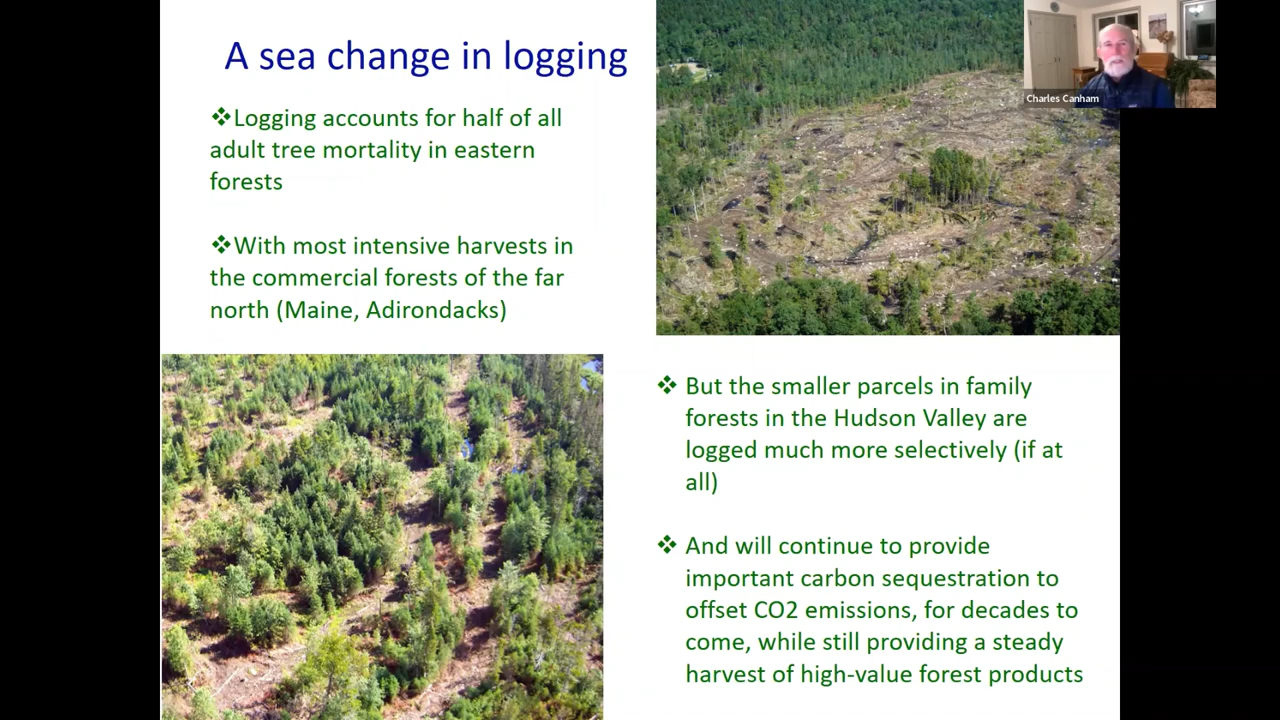 A sea change in logging
❖Logging accounts for half of all
adult tree mortality in eastern
forests
❖With most intensive harvests in
the commercial forests of the far
north (Maine, Adirondacks)
Charles Canham
❖ But the smaller parcels in family
forests in the Hudson Valley are
logged much more selectively (if at
all)
❖ And will continue to provide
important carbon sequestration to
offset CO2 emissions, for decades to
come, while still providing a steady
harvest of high-value forest products